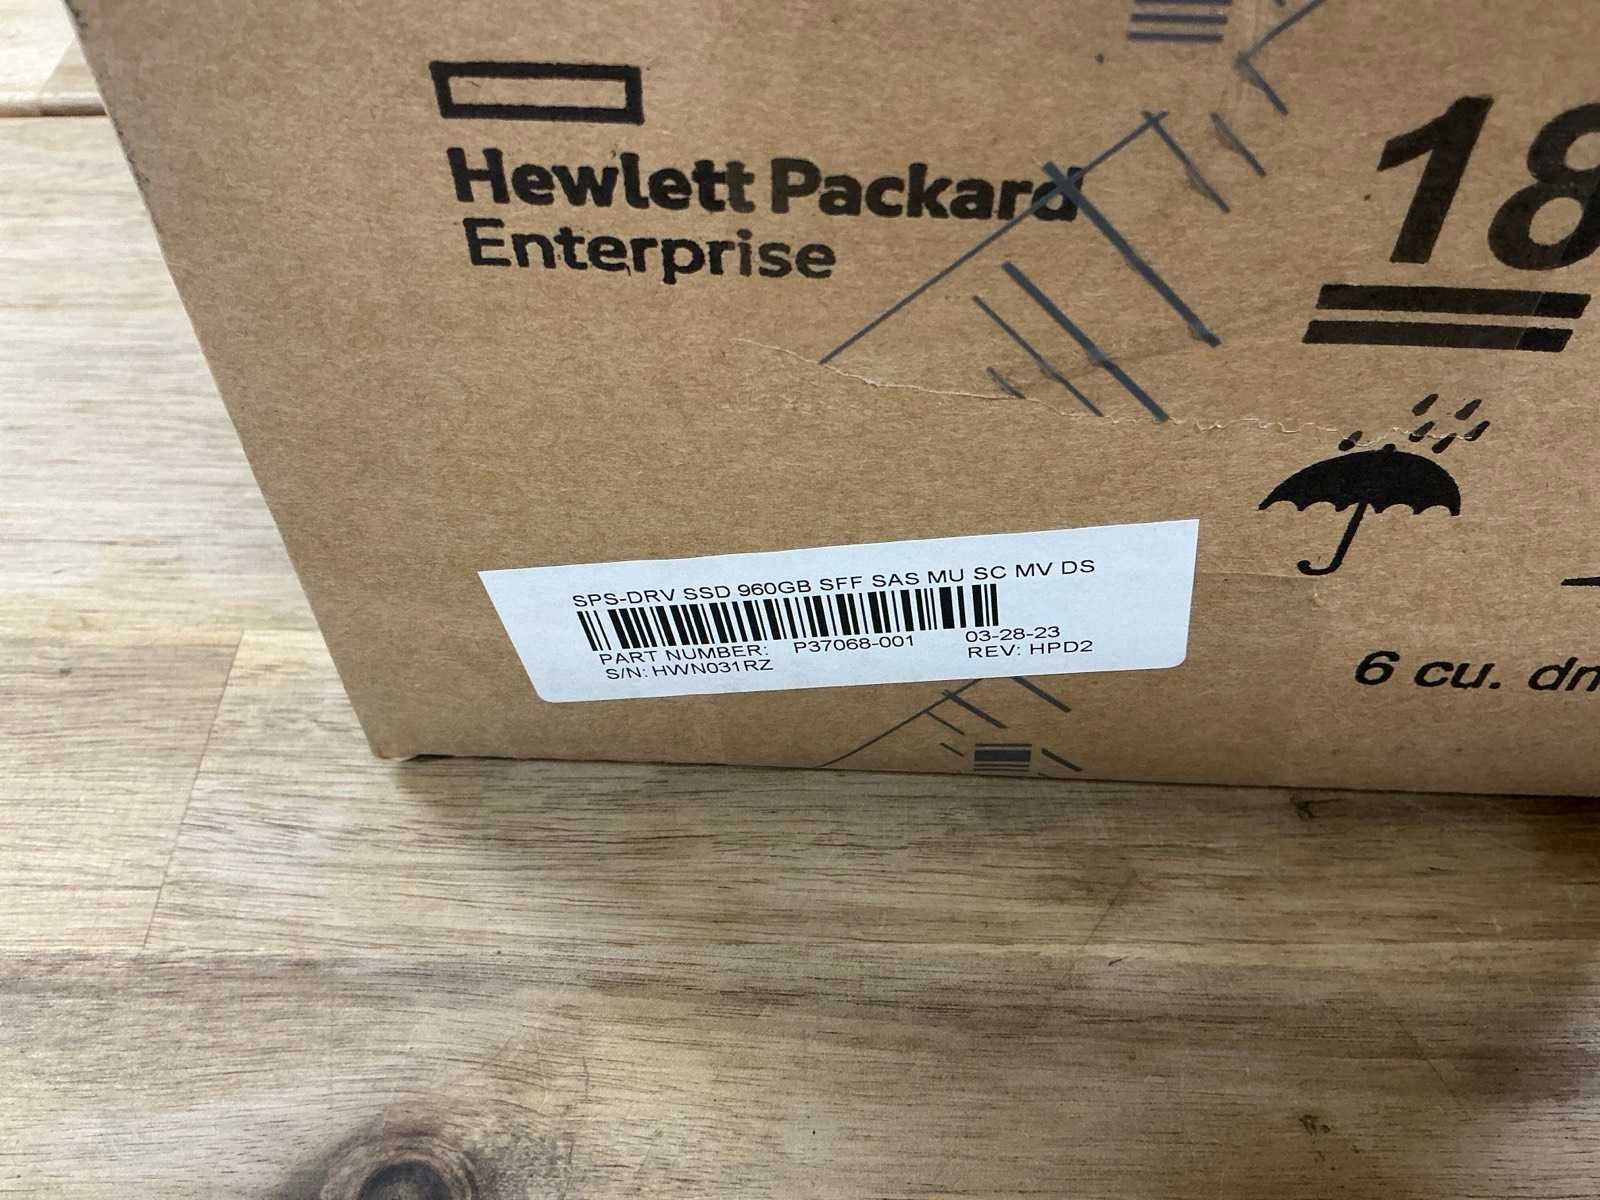 Hewlett Packard
Enterprise
18
SPS-DRV SSD 960GB SFF SAS MU SC MV DS
PART NUMBER: P37068-001 03-28-23
S/N: HWN031RZ REV: HPD2
6 cu.